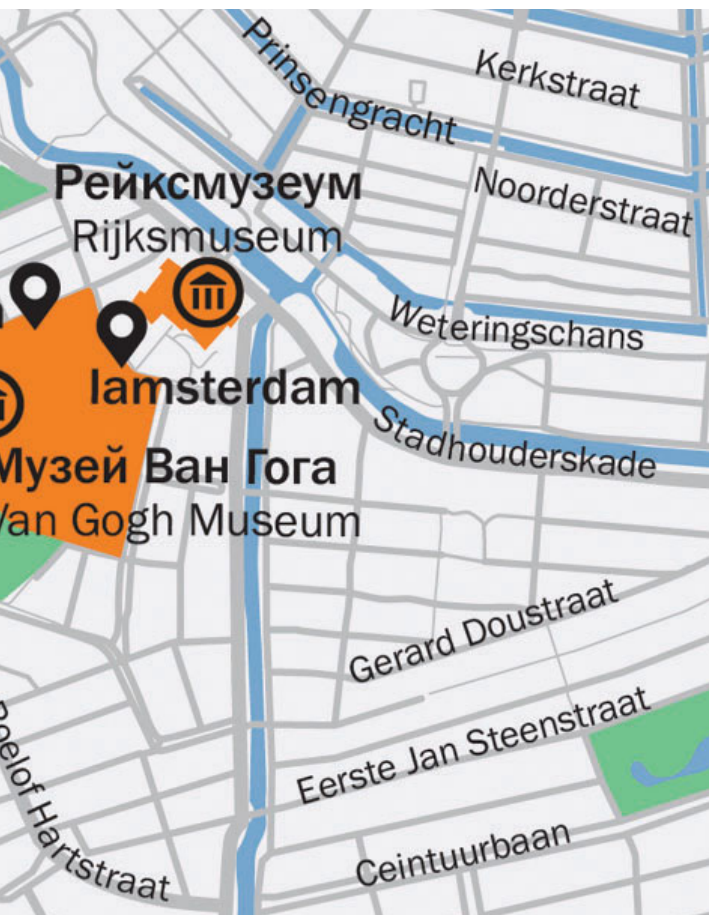 Prinsengracht
Kerkstraat
Рейксмузеум
Rijksmuseum
Noorderstraat
Weteringschans
Iamsterdam
Stadhouderskade
Музей Ван Гога
Van Gogh Museum
Gerard Doustraat
Eerste Jan Steenstraat
Roelof Hartstraat
Ceintuurbaan